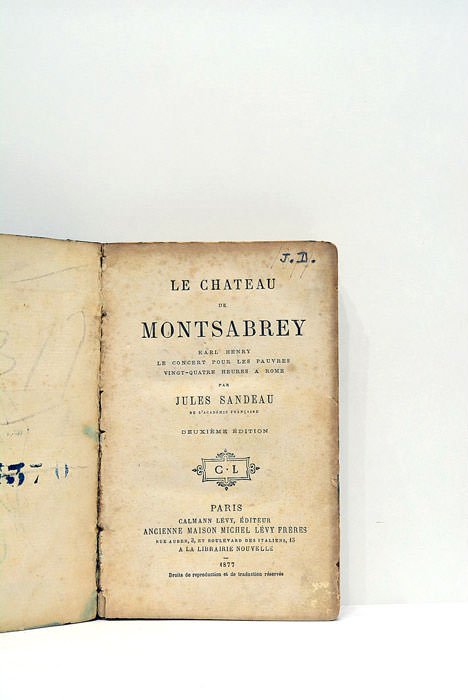 J.D.
LE CHATEAU
DE
MONTSABREY
KARL HENRY
LE CONCERT POUR LES PAUVRES
VINGT-QUATRE HEURES A ROME
PAR
JULES SANDEAU
DE L'ACADÉMIE FRANÇAISE
DEUXIÈME ÉDITION
C·L
PARIS
CALMANN LÉVY, ÉDITEUR
ANCIENNE MAISON MICHEL LÉVY FRÈRES
RUE AUBER, 3, ET BOULEVARD DES ITALIENS, 15
A LA LIBRAIRIE NOUVELLE
1877
Droits de reproduction et de traduction réservés